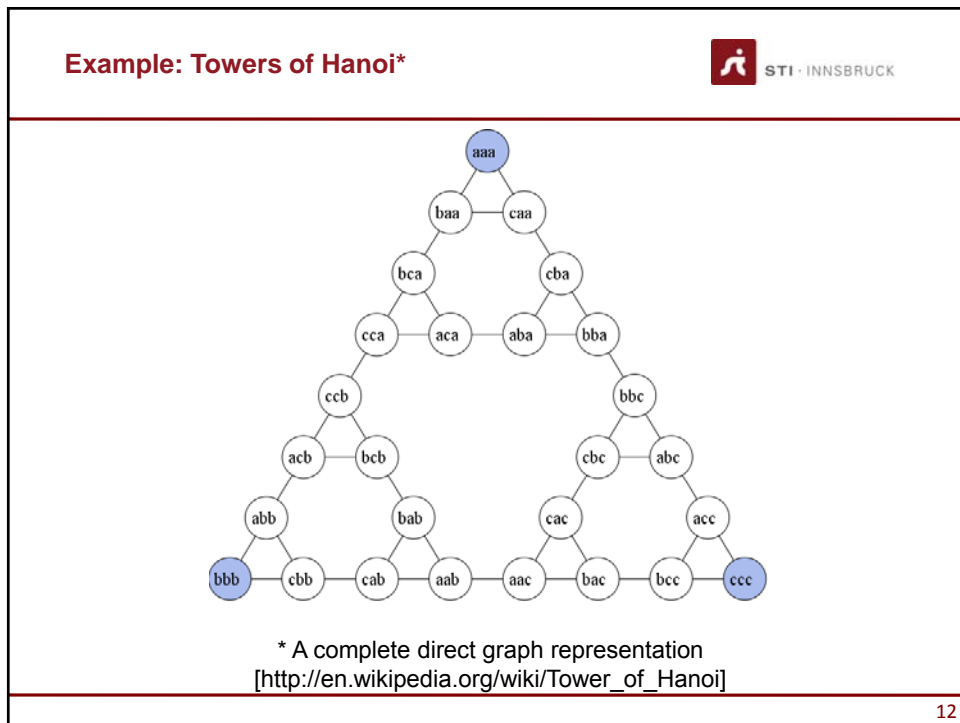 Example: Towers of Hanoi*
STI · INNSBRUCK
aaa
baa caa
bca cba
cca aca aba bba
ccb bbc
acb bcb cbc abc
abb bab cac acc
bbb cbb cab aab aac bac bcc ccc
* A complete direct graph representation
[http://en.wikipedia.org/wiki/Tower_of_Hanoi]
12